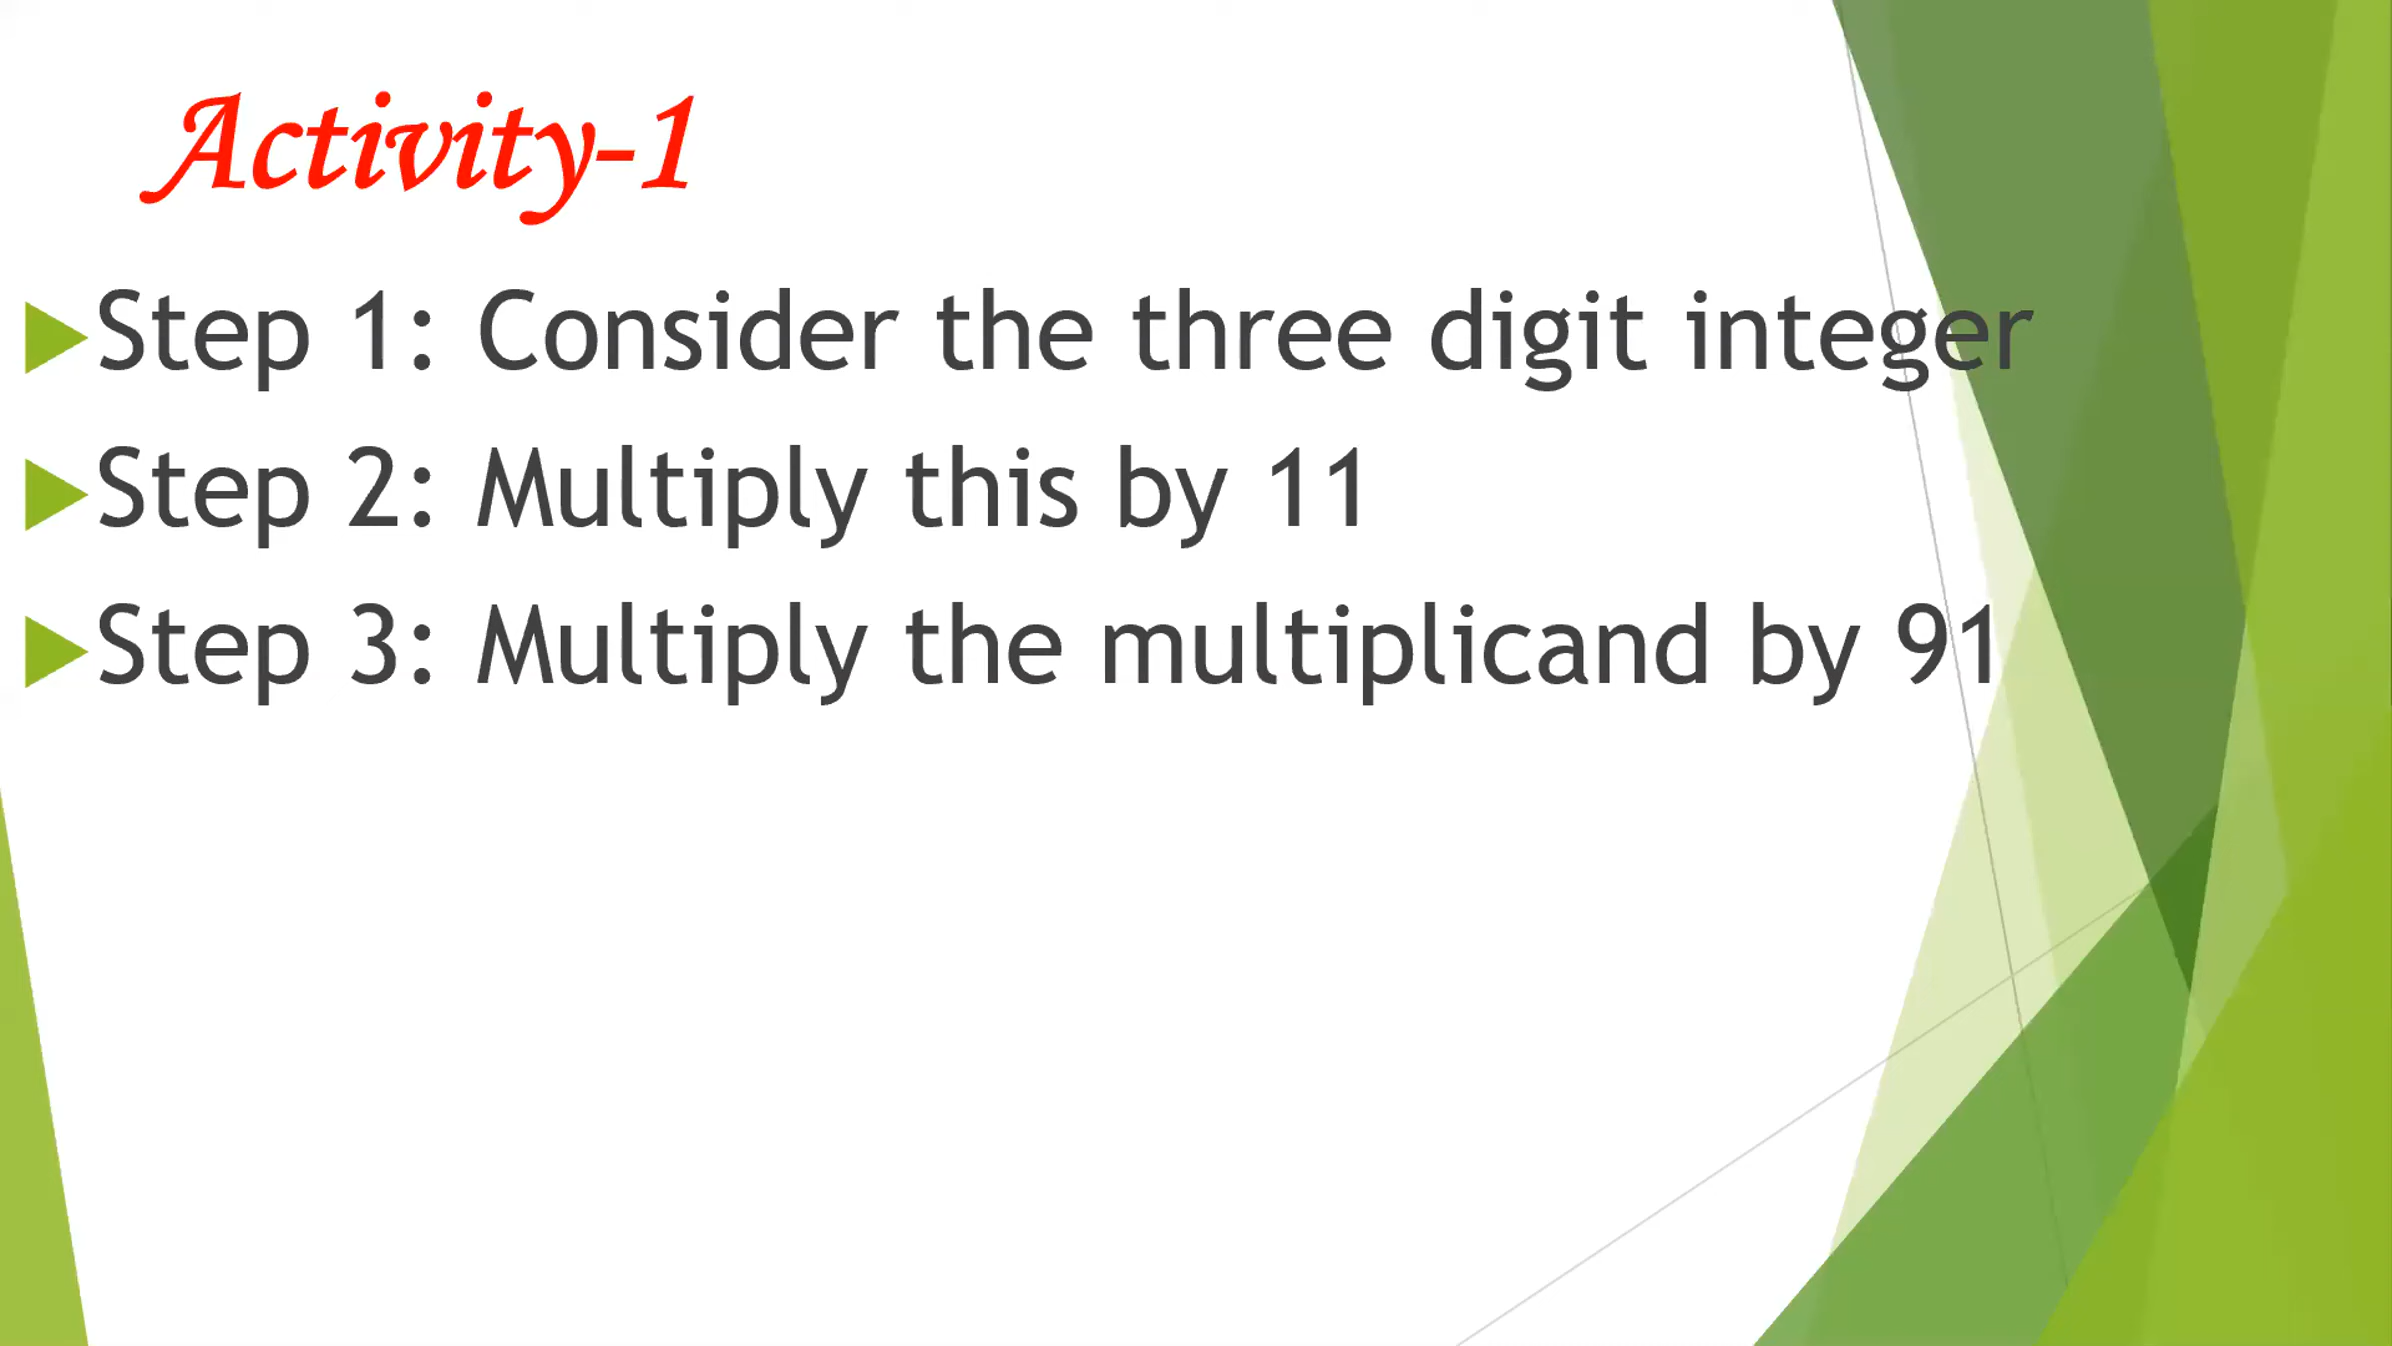 Activity-1
Step 1: Consider the three digit integer
Step 2: Multiply this by 11
Step 3: Multiply the multiplicand by 91